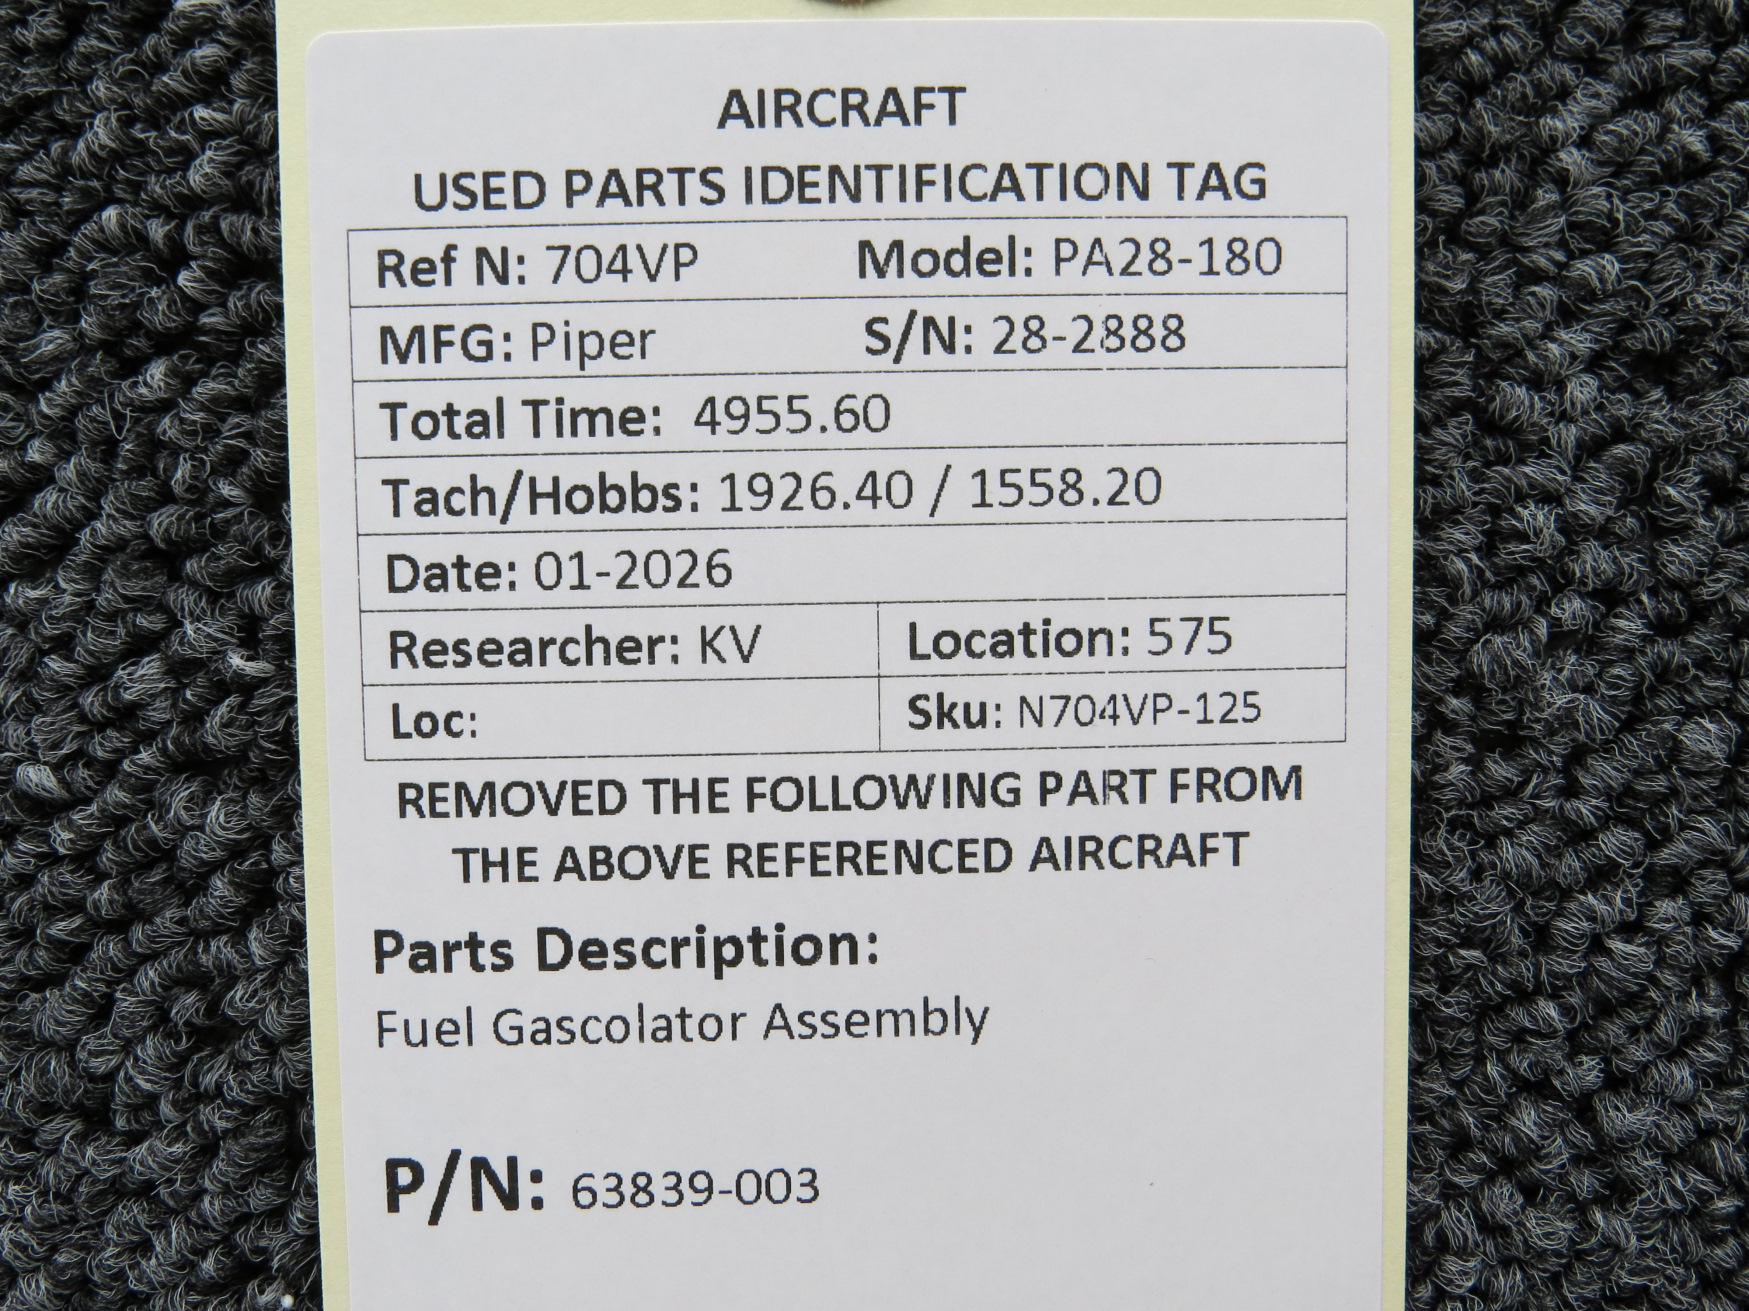 AIRCRAFT
USED PARTS IDENTIFICATION TAG
Ref N: 704VP Model: PA28-180
MFG: Piper S/N: 28-2888
Total Time: 4955.60
Tach/Hobbs: 1926.40 / 1558.20
Date: 01-2026
Researcher: KV Location: 575
Loc: Sku: N704VP-125
REMOVED THE FOLLOWING PART FROM
THE ABOVE REFERENCED AIRCRAFT
Parts Description:
Fuel Gascolator Assembly
P/N: 63839-003